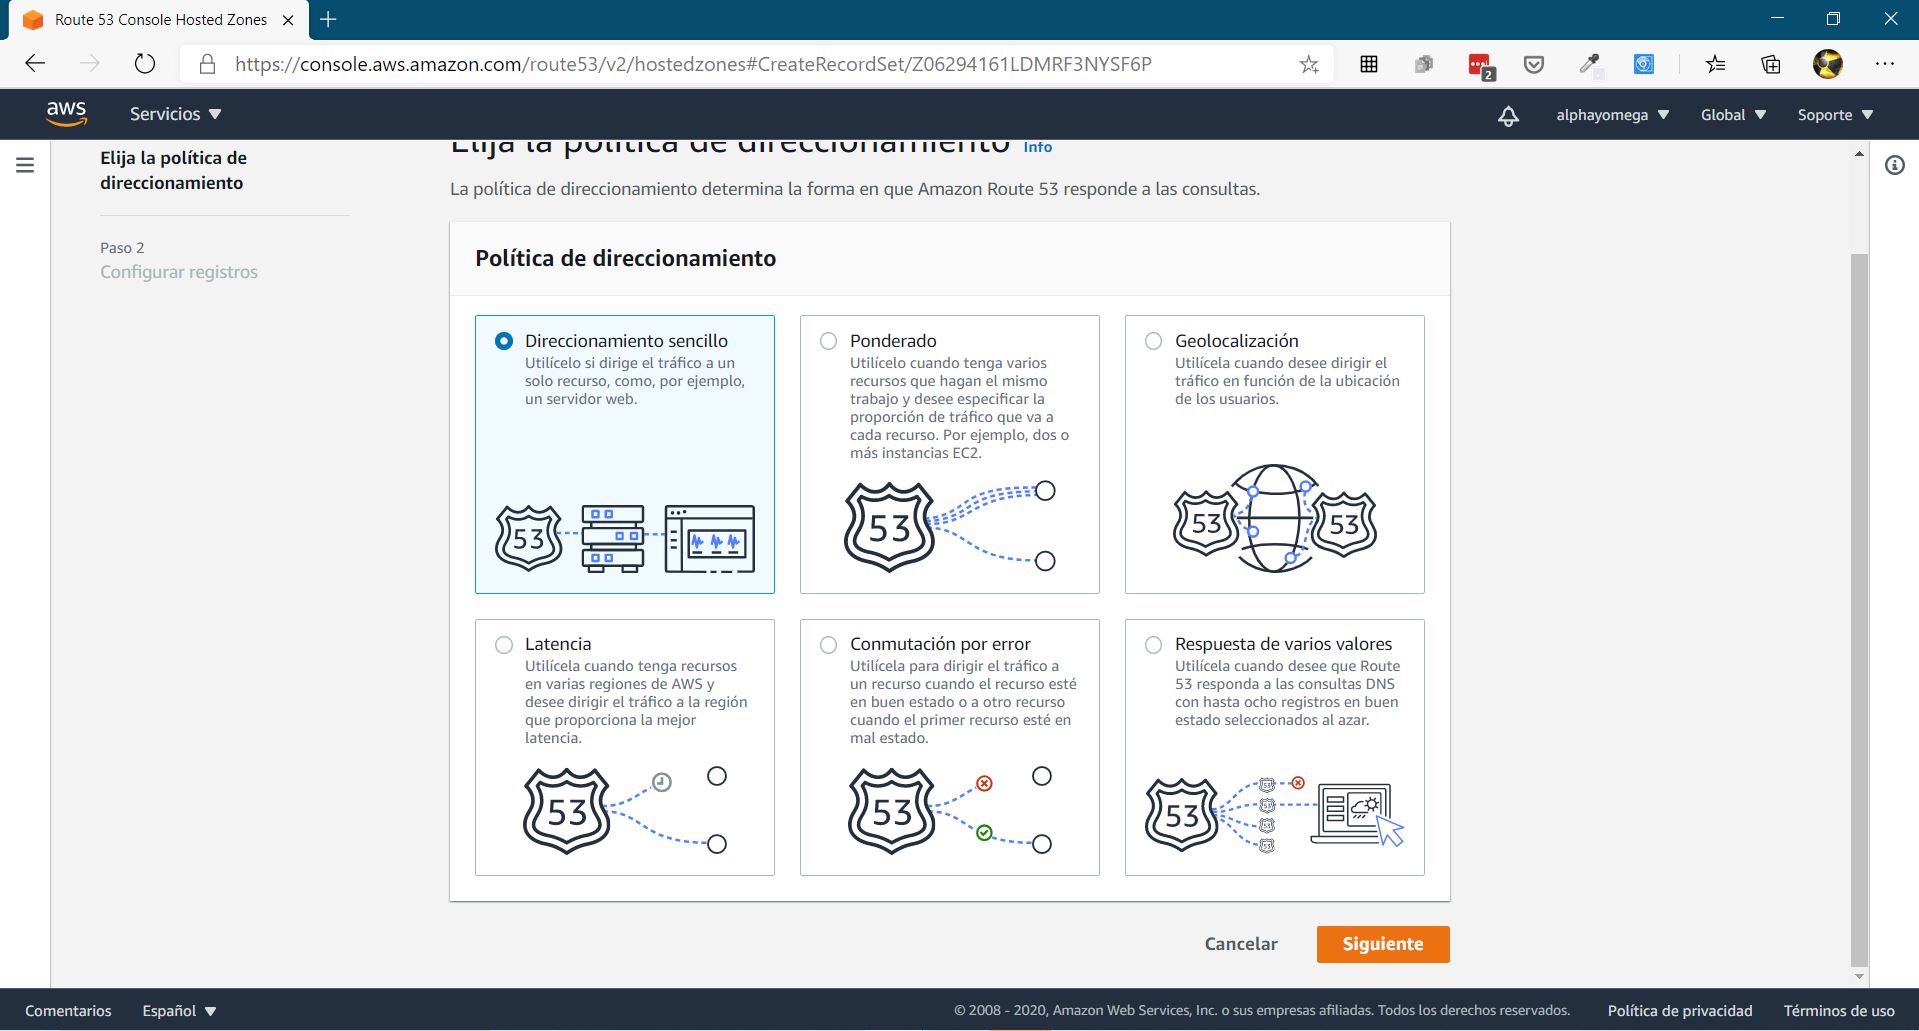 Route 53 Console Hosted Zones
https://console.aws.amazon.com/route53/v2/hostedzones#CreateRecordSet/Z06294161LDMRF3NYSF6P
2
aws
Servicios
alphayomega
Global
Soporte
Elija la política de
direccionamiento
Paso 2
Configurar registros
Elija la política de direccionamiento Info
La política de direccionamiento determina la forma en que Amazon Route 53 responde a las consultas.
Política de direccionamiento
Direccionamiento sencillo
Utilícelo si dirige el tráfico a un
solo recurso, como, por ejemplo,
un servidor web.
53
Ponderado
Utilícelo cuando tenga varios
recursos que hagan el mismo
trabajo y desee especificar la
proporción de tráfico que va a
cada recurso. Por ejemplo, dos o
más instancias EC2.
53
Geolocalización
Utilícela cuando desee dirigir el
tráfico en función de la ubicación
de los usuarios.
53
53
Latencia
Utilícela cuando tenga recursos
en varias regiones de AWS y
desee dirigir el tráfico a la región
que proporciona la mejor
latencia.
53
Conmutación por error
Utilícela para dirigir el tráfico a
un recurso cuando el recurso esté
en buen estado o a otro recurso
cuando el primer recurso esté en
mal estado.
53
Respuesta de varios valores
Utilícela cuando desee que Route
53 responda a las consultas DNS
con hasta ocho registros en buen
estado seleccionados al azar.
53
53
53
53
53
Cancelar
Siguiente
Comentarios
Español
© 2008 - 2020, Amazon Web Services, Inc. o sus empresas afiliadas. Todos los derechos reservados.
Política de privacidad
Términos de uso